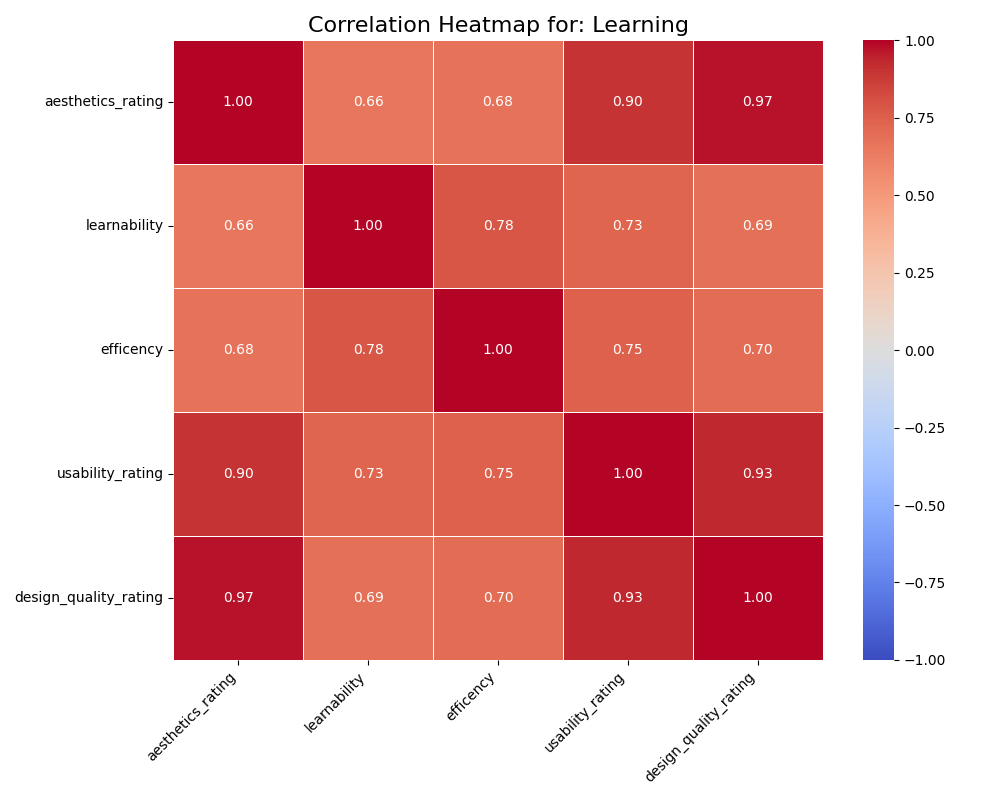 Correlation Heatmap for: Learning
aesthetics_rating 1.00 0.66 0.68 0.90 0.97
learnability 0.66 1.00 0.78 0.73 0.69
efficency 0.68 0.78 1.00 0.75 0.70
usability_rating 0.90 0.73 0.75 1.00 0.93
design_quality_rating 0.97 0.69 0.70 0.93 1.00
aesthetics_rating learnability efficency usability_rating design_quality_rating
1.00
0.75
0.50
0.25
0.00
−0.25
−0.50
−0.75
−1.00